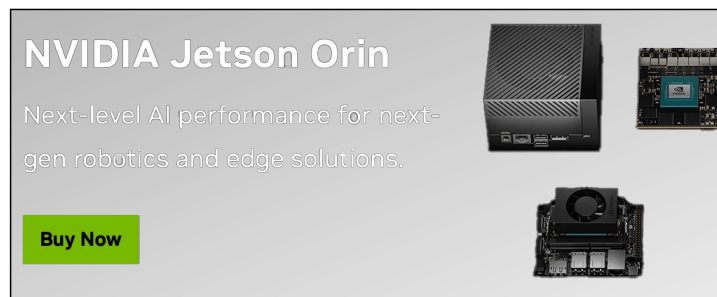 NVIDIA Jetson Orin
Next-level AI performance for next-
gen robotics and edge solutions.
Buy Now